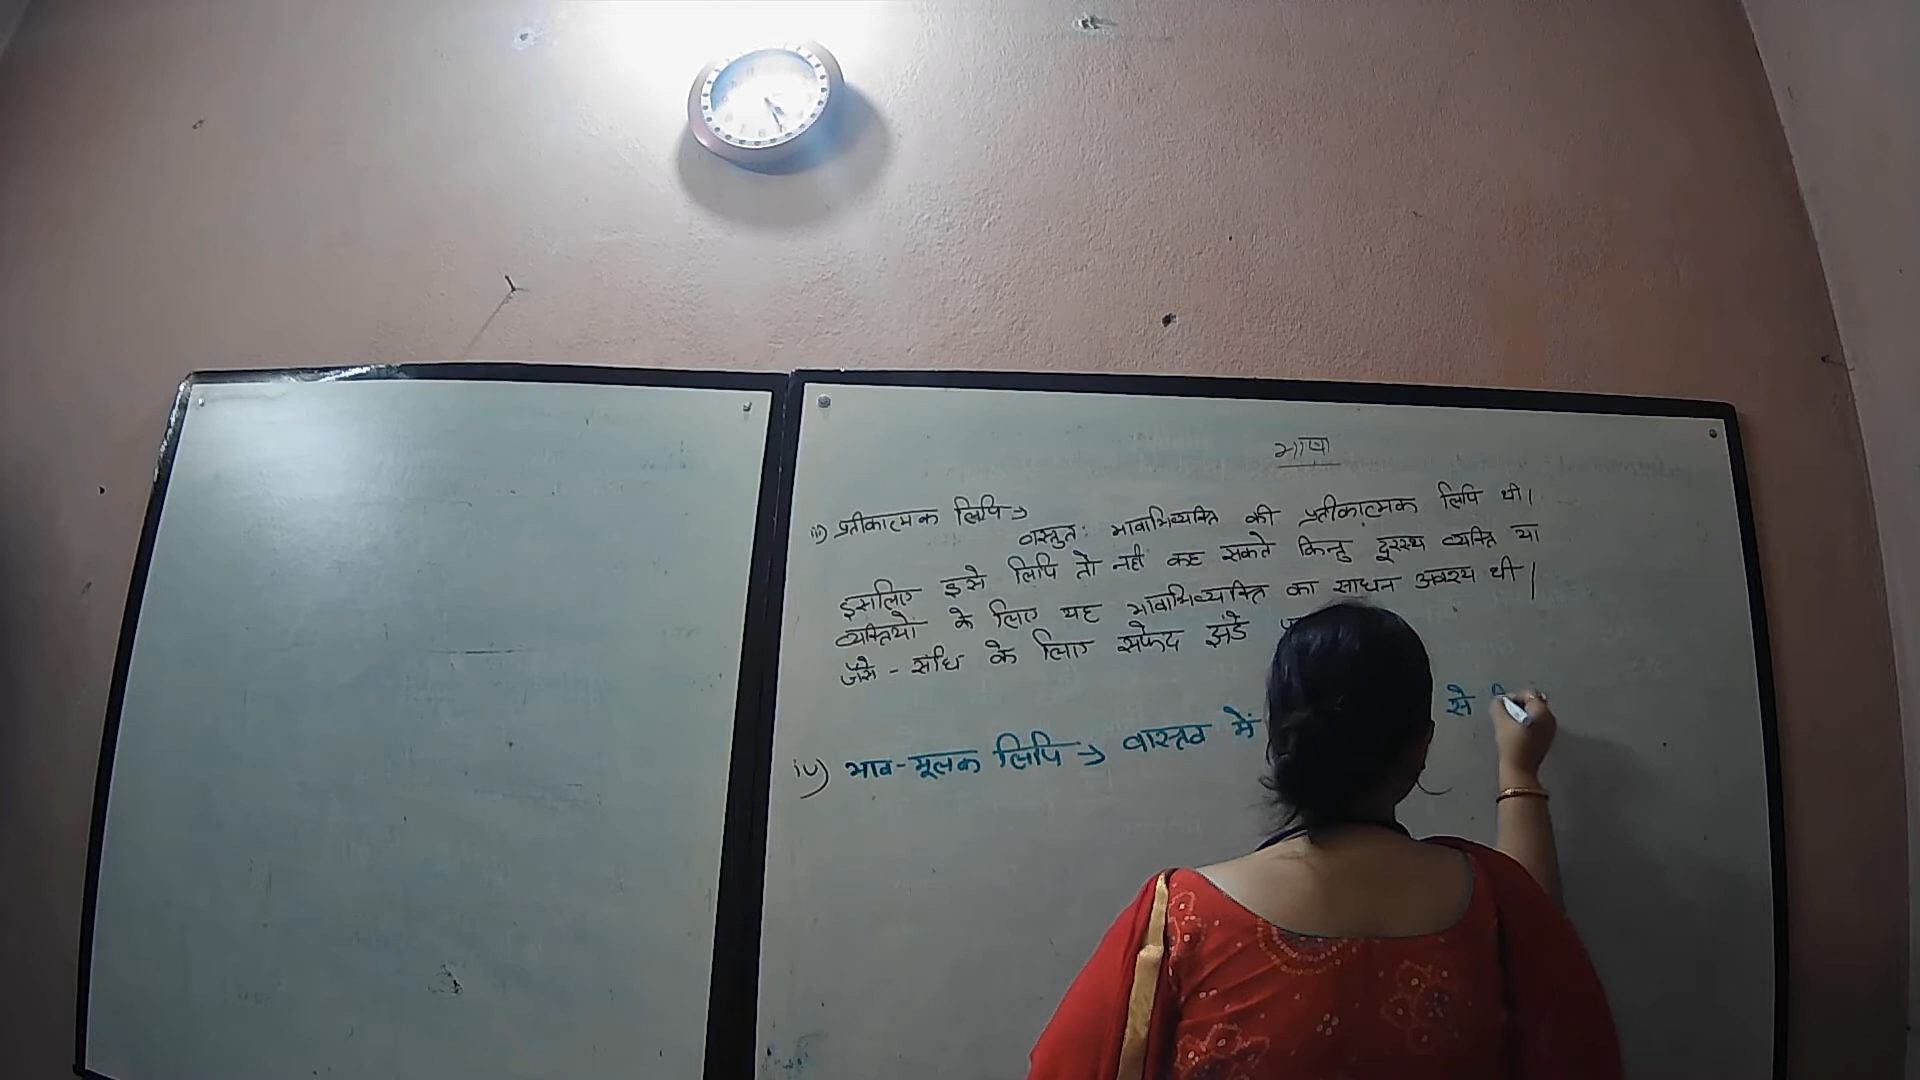 भाषा
iii) प्रतीकात्मक लिपि →
वस्तुत: भावाभिव्यक्ति की प्रतीकात्मक लिपि थी।
इसलिए इसे लिपि तो नही कह सकते किन्तु दूरस्थ व्यक्ति या
व्यक्तियों के लिए यह भावाभिव्यक्ति का साधन अवश्य थी।
जैसे - संधि के लिए सफेद झंडे
iv) भाव-मूलक लिपि → वास्तव में से